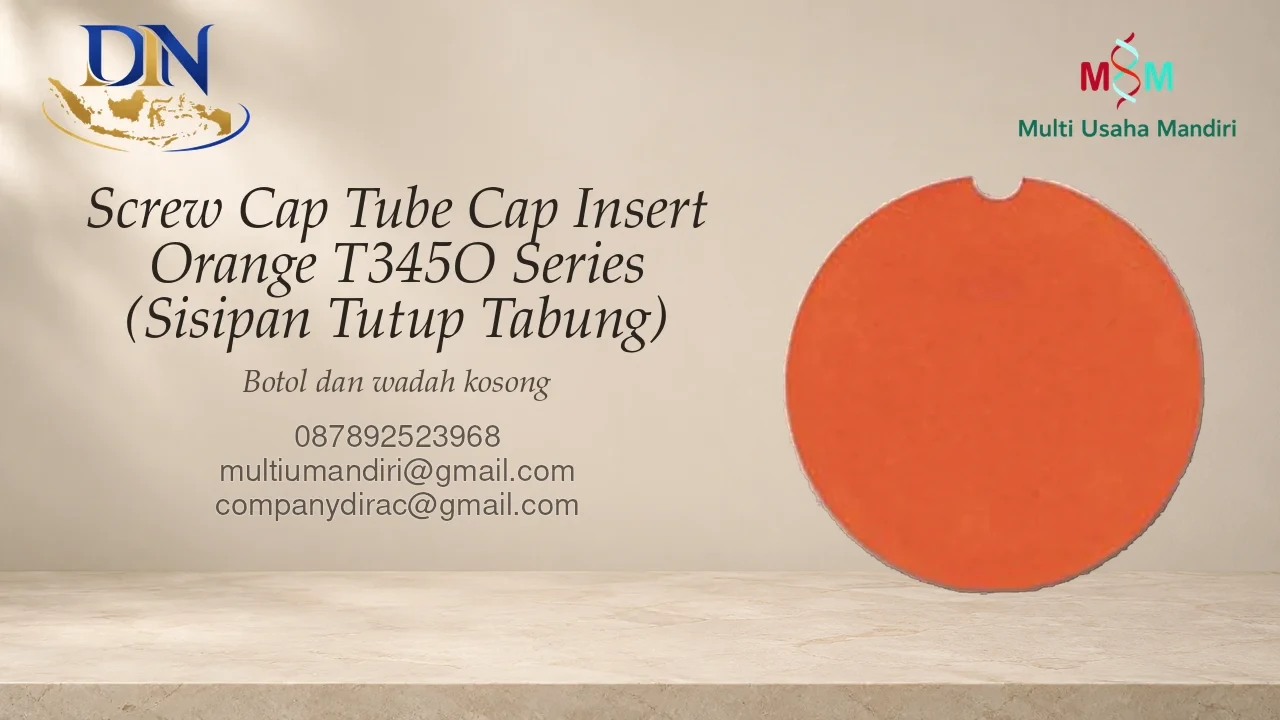 DN
M M
Multi Usaha Mandiri
Screw Cap Tube Cap Insert
Orange T345O Series
(Sisipan Tutup Tabung)
Botol dan wadah kosong
087892523968
multiumandiri@gmail.com
companydirac@gmail.com